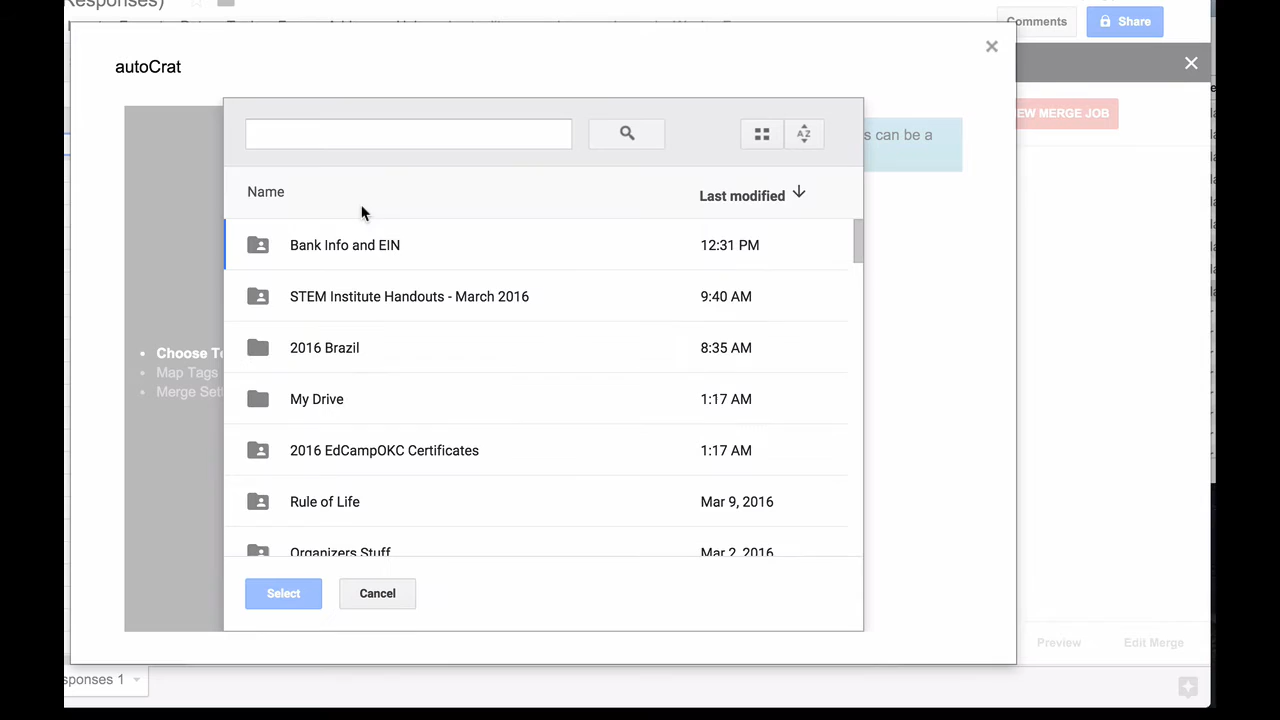 Responses)
Comments
Share
autoCrat
EW MERGE JOB
s can be a
Name
Last modified
Bank Info and EIN
12:31 PM
STEM Institute Handouts - March 2016
9:40 AM
2016 Brazil
8:35 AM
Choose Te
My Drive
1:17 AM
Map Tags
Merge Set
2016 EdCampOKC Certificates
1:17 AM
Rule of Life
Mar 9, 2016
Organizers Stuff
Mar 2, 2016
Select
Cancel
Preview
Edit Merge
sponses 1